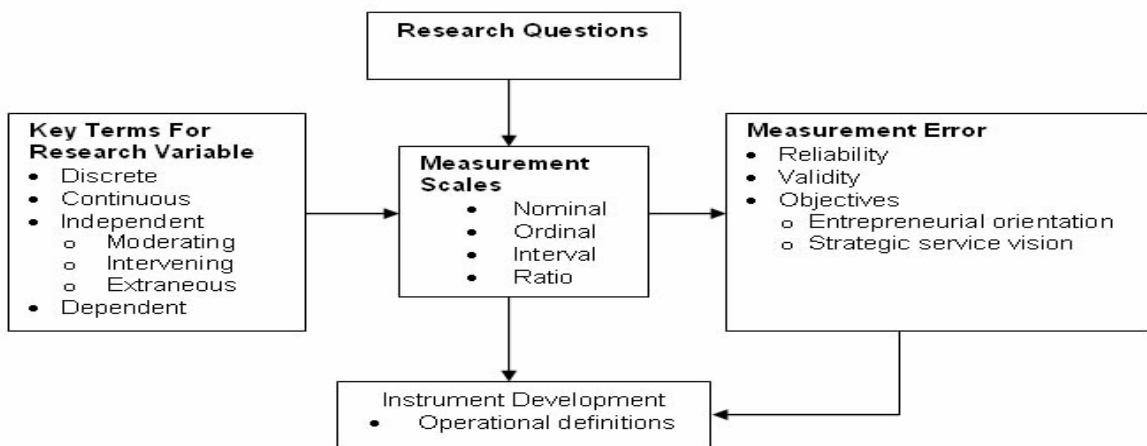 Research Questions
Key Terms For
Research Variable
• Discrete
• Continuous
• Independent
o Moderating
o Intervening
o Extraneous
• Dependent
Measurement
Scales
• Nominal
• Ordinal
• Interval
• Ratio
Measurement Error
• Reliability
• Validity
• Objectives
o Entrepreneurial orientation
o Strategic service vision
Instrument Development
• Operational definitions